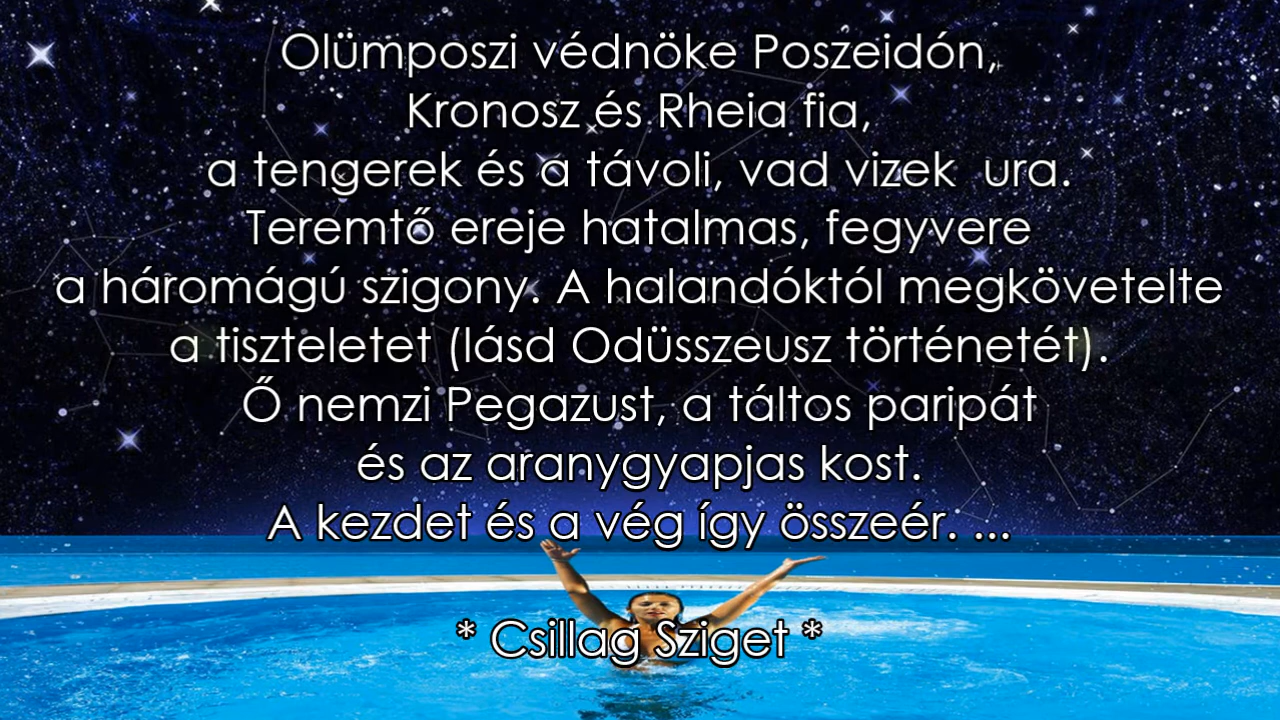 Olümposzi védnöke Poszeidón,
Kronosz és Rheia fia,
a tengerek és a távoli, vad vizek  ura.
Teremtő ereje hatalmas, fegyvere
a háromágú szigony. A halandóktól megkövetelte
a tiszteletet (lásd Odüsszeusz történetét).
Ő nemzi Pegazust, a táltos paripát
és az aranygyapjas kost.
A kezdet és a vég így összeér. ...
* Csillag Sziget *